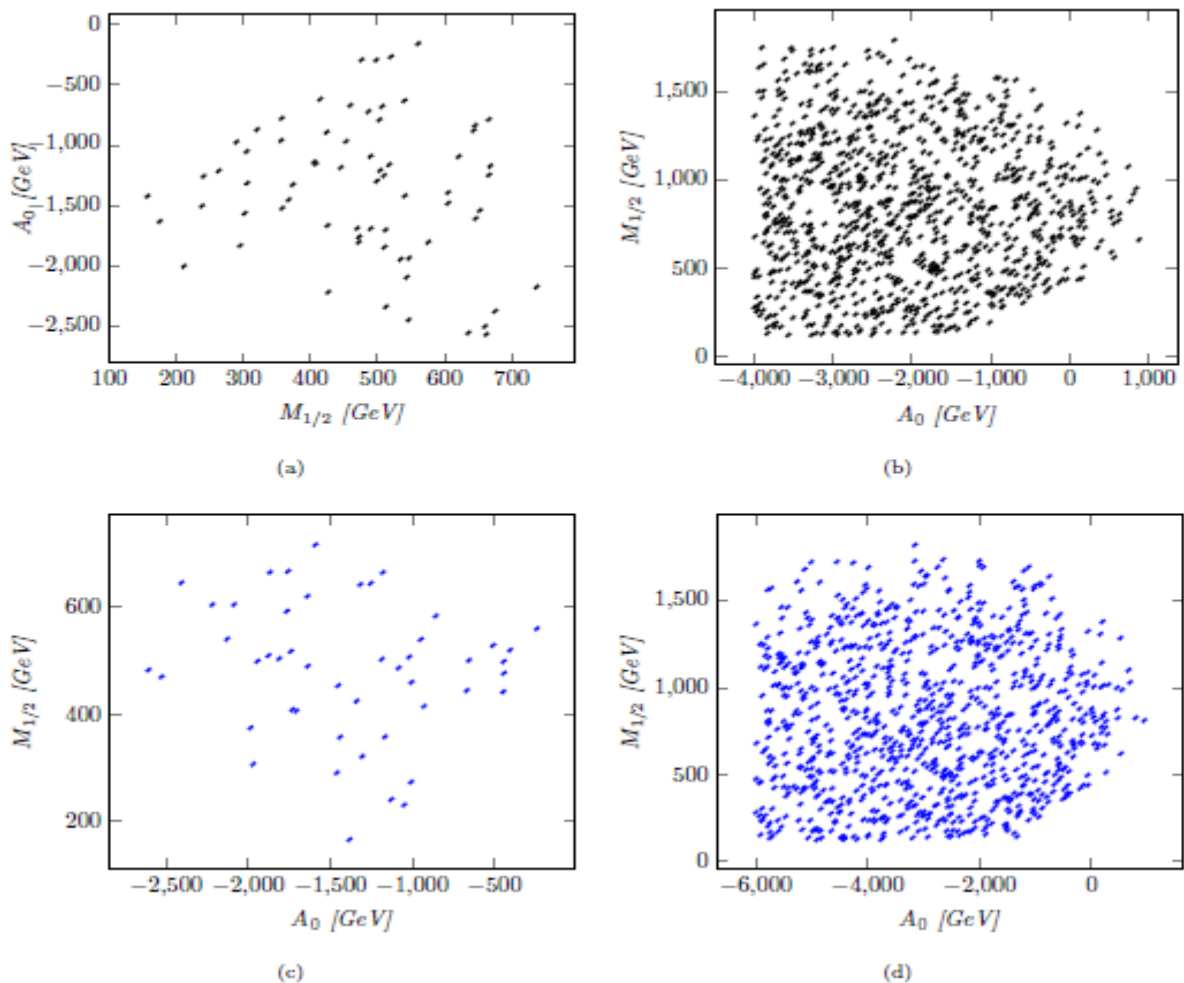 0
−500
−1,000
−1,500
−2,000
−2,500
A₀ [GeV]
100 200 300 400 500 600 700
M₁/₂ [GeV]
(a)
1,500
1,000
500
0
M₁/₂ [GeV]
−4,000 −3,000 −2,000 −1,000 0 1,000
A₀ [GeV]
(b)
600
400
200
M₁/₂ [GeV]
−2,500 −2,000 −1,500 −1,000 −500
A₀ [GeV]
(c)
1,500
1,000
500
0
M₁/₂ [GeV]
−6,000 −4,000 −2,000 0
A₀ [GeV]
(d)